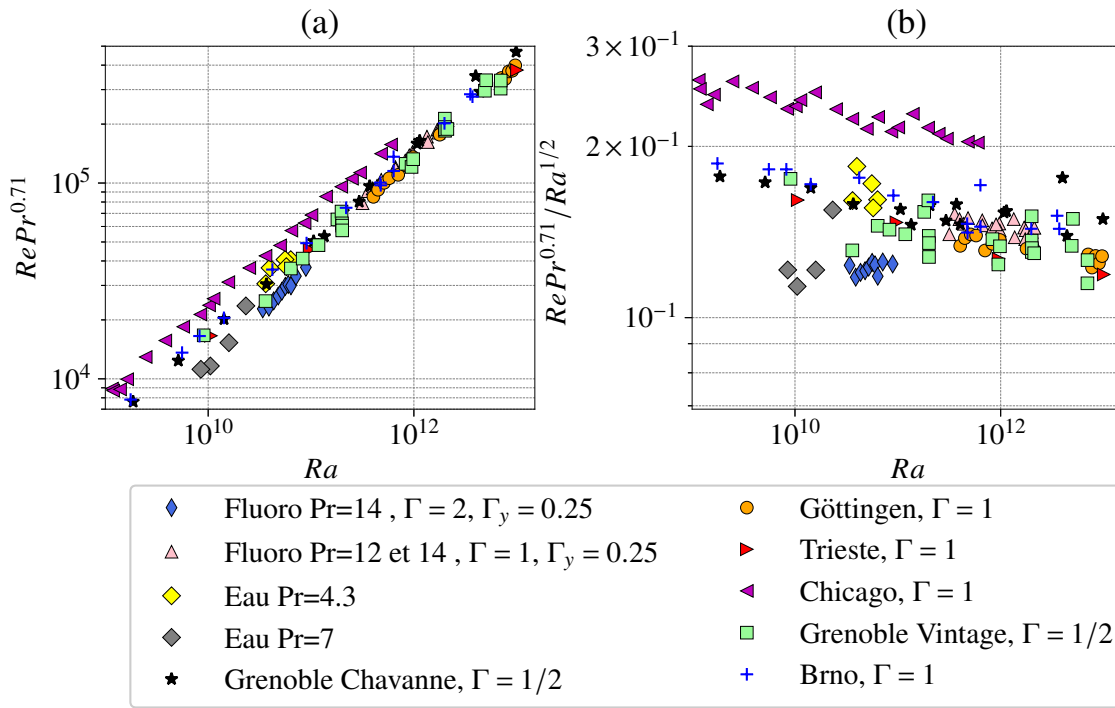 (a)
(b)
RePr^0.71
10^5
10^4
10^10
10^12
Ra
RePr^0.71/Ra^1/2
3 × 10^−1
2 × 10^−1
10^−1
10^10
10^12
Ra
Fluoro Pr=14 , Γ = 2, Γ_y = 0.25
Fluoro Pr=12 et 14 , Γ = 1, Γ_y = 0.25
Eau Pr=4.3
Eau Pr=7
Grenoble Chavanne, Γ = 1/2
Göttingen, Γ = 1
Trieste, Γ = 1
Chicago, Γ = 1
Grenoble Vintage, Γ = 1/2
Brno, Γ = 1